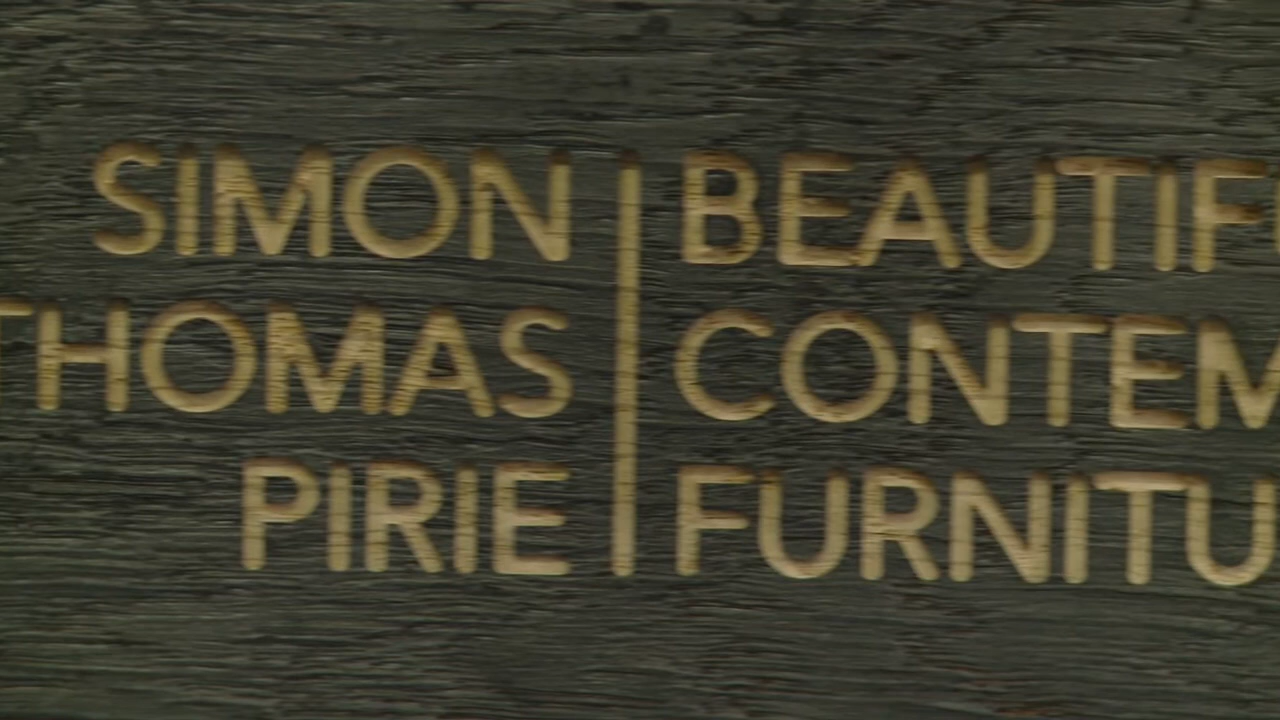 SIMON | BEAUTIF
THOMAS | CONTEM
PIRIE | FURNITU